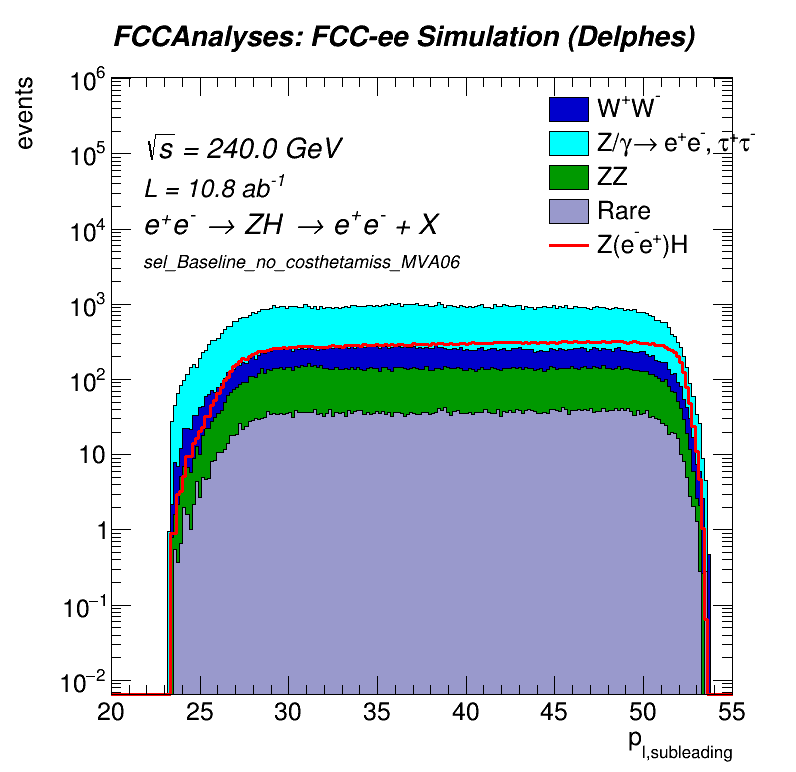 FCCAnalyses: FCC-ee Simulation (Delphes)
events
10⁶
10⁵
10⁴
10³
10²
10
1
10⁻¹
10⁻²
√s = 240.0 GeV
L = 10.8 ab⁻¹
e⁺e⁻ → ZH → e⁺e⁻ + X
sel_Baseline_no_costhetamiss_MVA06
W⁺W⁻
Z/γ→ e⁺e⁻, τ⁺τ⁻
ZZ
Rare
Z(e⁻e⁺)H
20 25 30 35 40 45 50 55
p_l,subleading